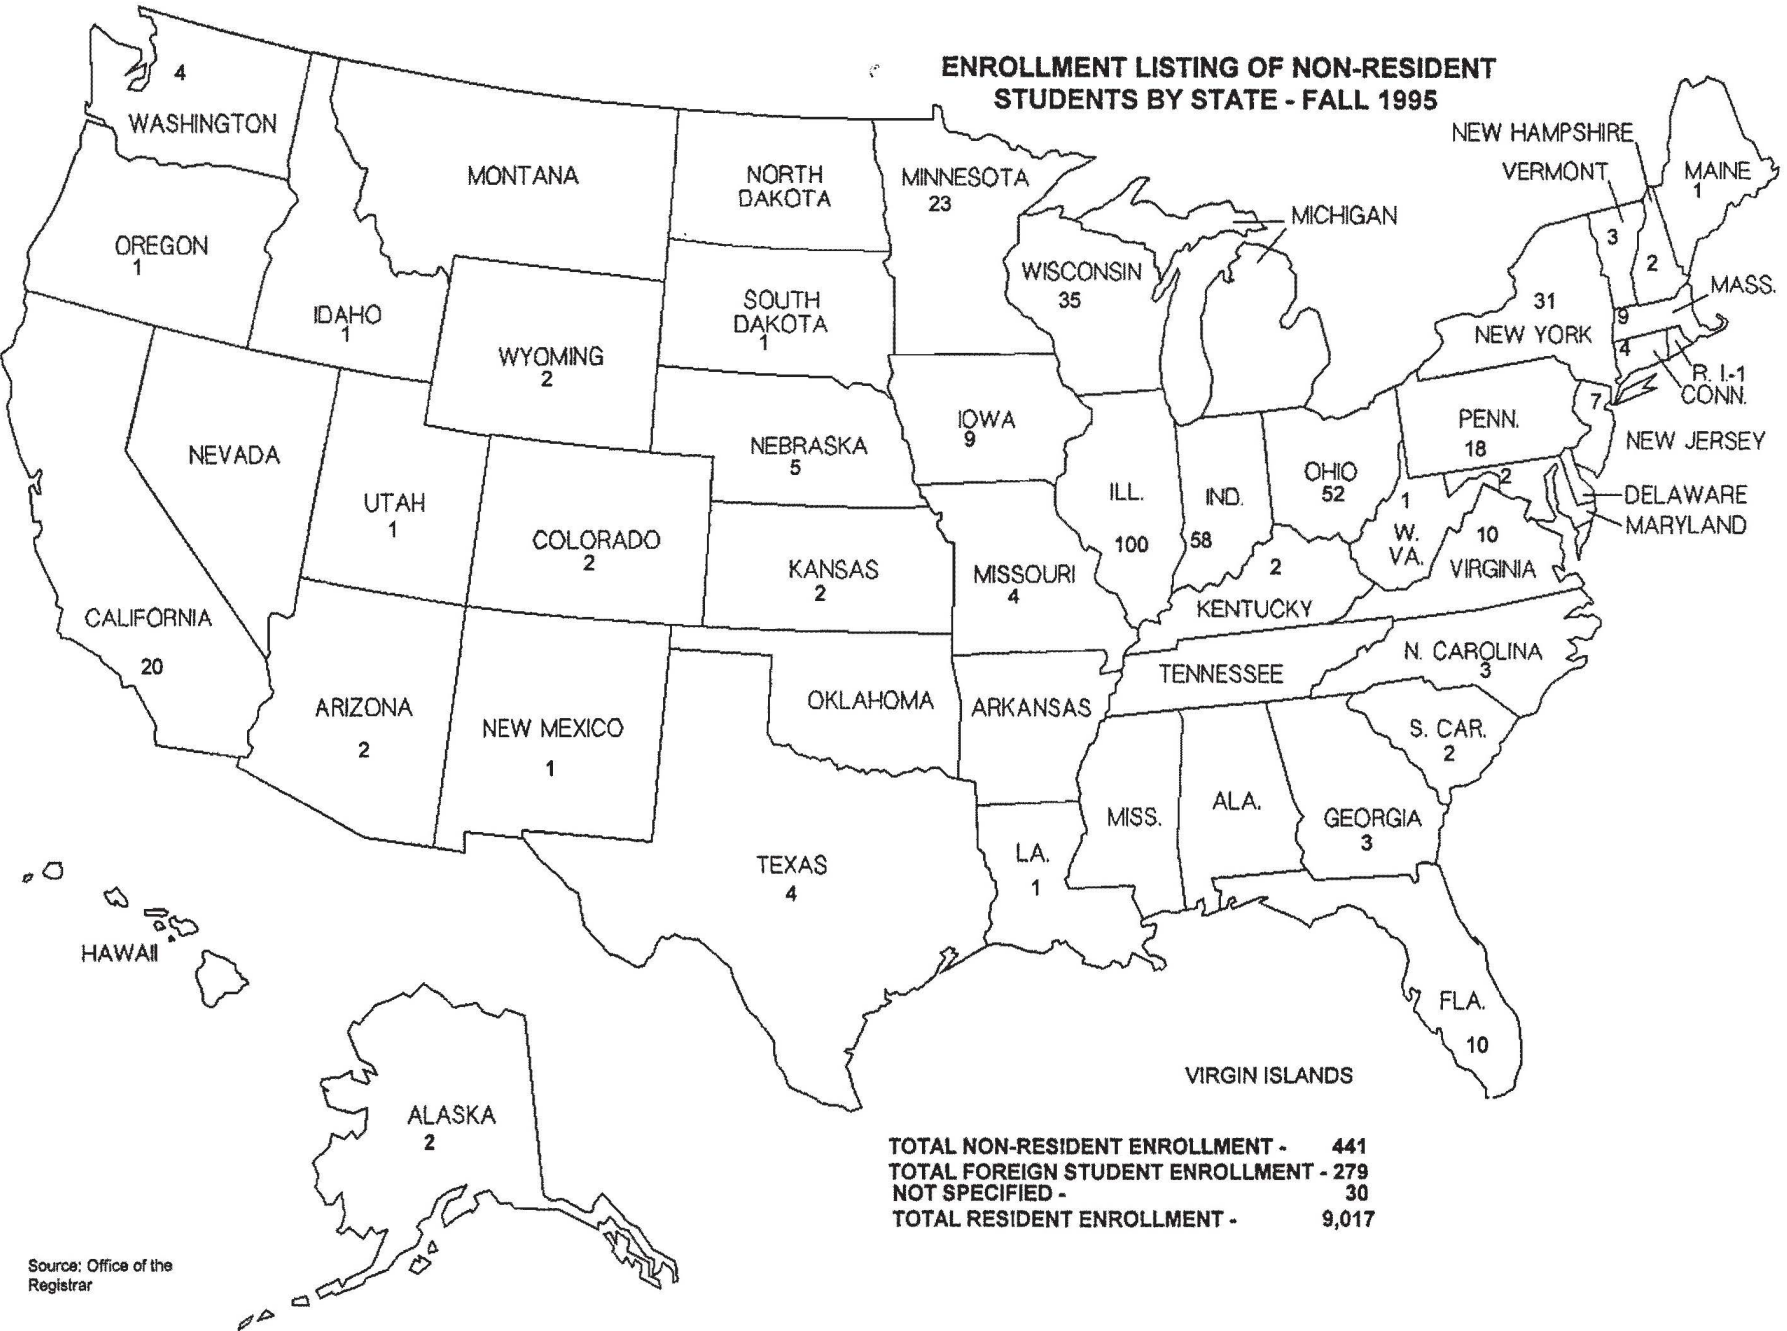 ENROLLMENT LISTING OF NON-RESIDENT
STUDENTS BY STATE - FALL 1995
4
WASHINGTON
MONTANA
NORTH
DAKOTA
MINNESOTA
23
MICHIGAN
NEW HAMPSHIRE
VERMONT
MAINE
1
3
2
OREGON
1
IDAHO
1
WYOMING
2
SOUTH
DAKOTA
1
WISCONSIN
35
31
NEW YORK
MASS.
9
4
R. I.-1
CONN.
NEVADA
UTAH
1
COLORADO
2
NEBRASKA
5
IOWA
9
ILL.
100
IND.
58
OHIO
52
PENN.
18
7
NEW JERSEY
2
DELAWARE
MARYLAND
1
W.
VA.
10
VIRGINIA
CALIFORNIA
20
KANSAS
2
MISSOURI
4
2
KENTUCKY
N. CAROLINA
3
TENNESSEE
ARIZONA
2
NEW MEXICO
1
OKLAHOMA
ARKANSAS
S. CAR.
2
MISS.
ALA.
GEORGIA
3
TEXAS
4
LA.
1
HAWAII
FLA.
10
ALASKA
2
VIRGIN ISLANDS
TOTAL NON-RESIDENT ENROLLMENT - 441
TOTAL FOREIGN STUDENT ENROLLMENT - 279
NOT SPECIFIED - 30
TOTAL RESIDENT ENROLLMENT - 9,017
Source: Office of the
Registrar